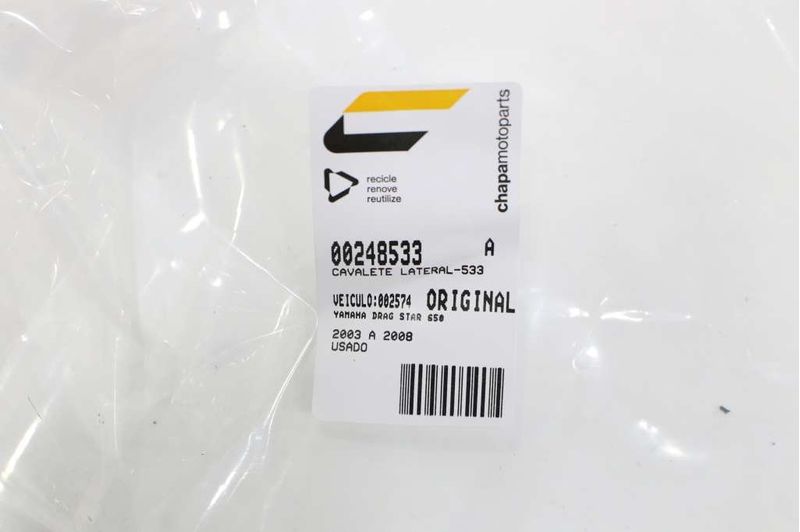 chapamotoparts
recicle
renove
reutilize
00248533 A
CAVALETE LATERAL-533
VEICULO:002574 ORIGINAL
YAMAHA DRAG STAR 650
2003 A 2008
USADO